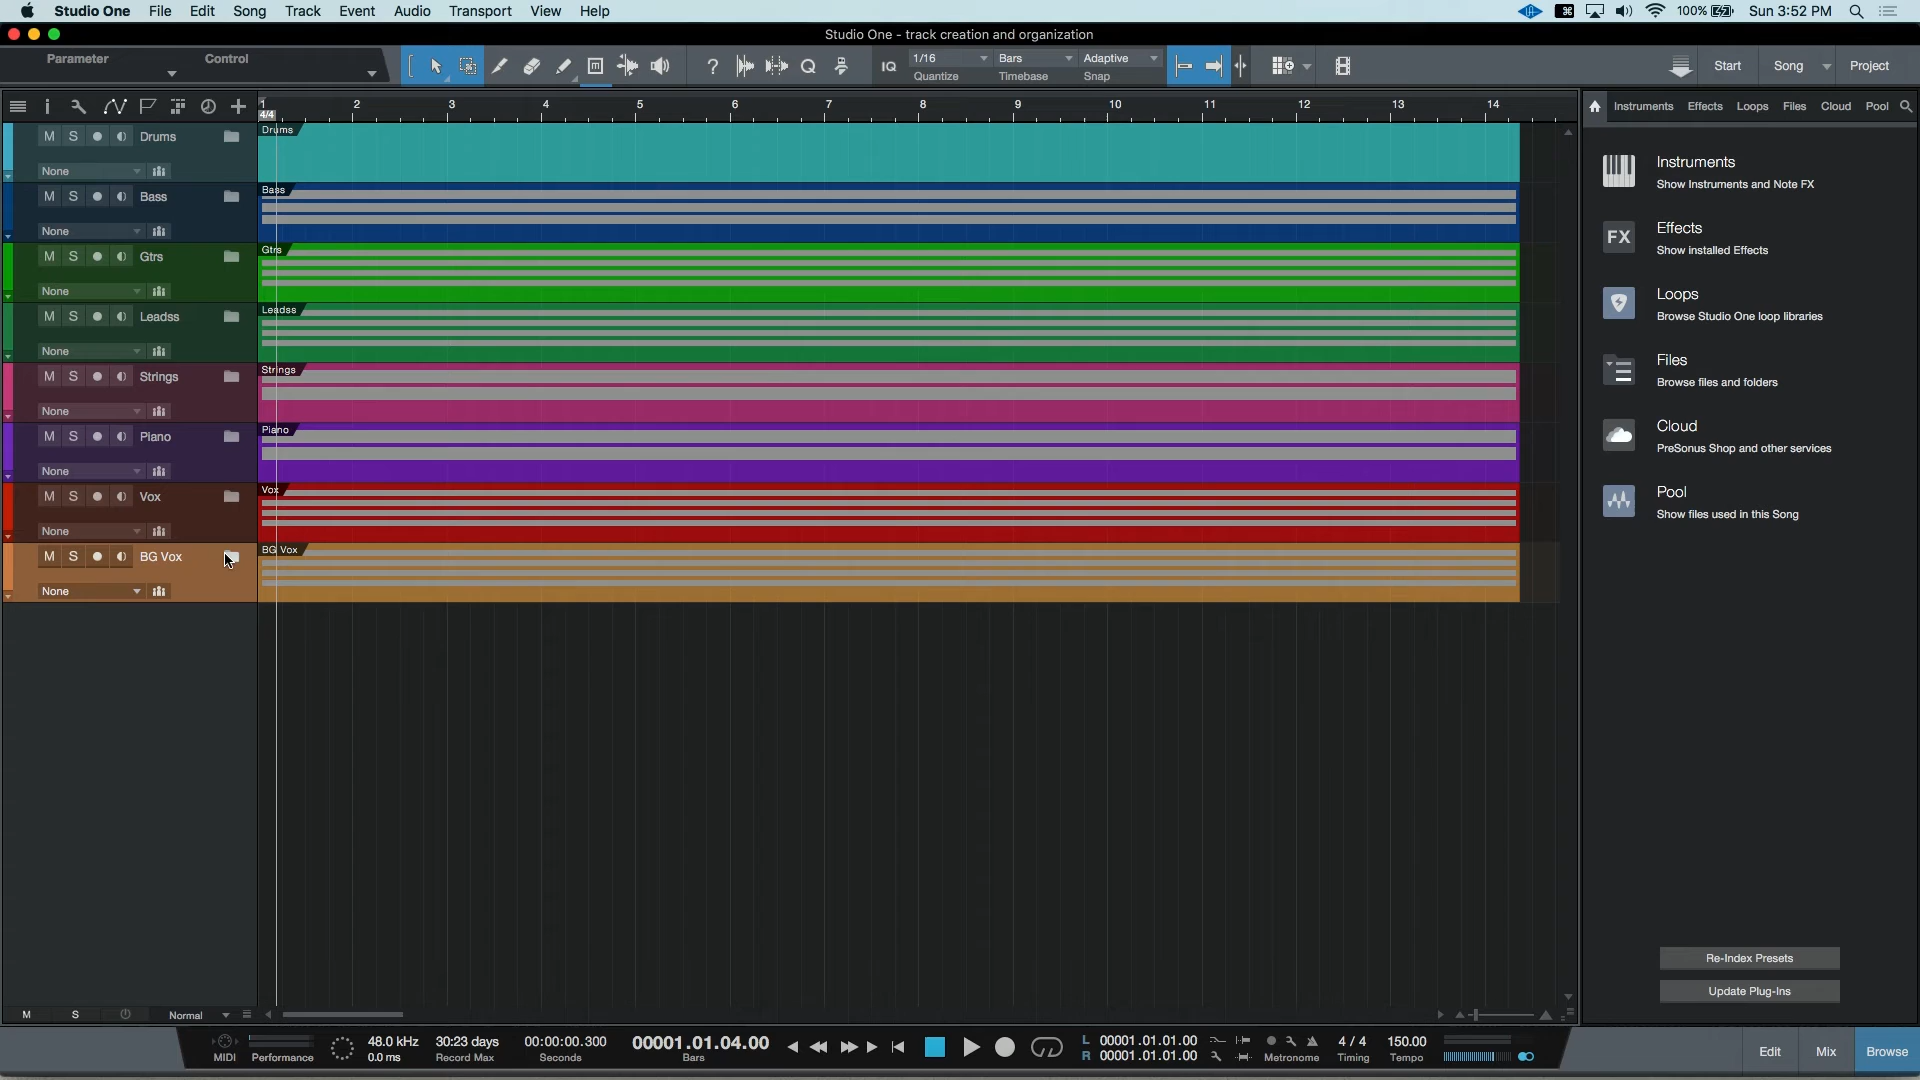 Studio One File Edit Song Track Event Audio Transport View Help
100% Sun 3:52 PM
Studio One - track creation and organization
Parameter Control
IQ 1/16 Bars Adaptive
Quantize Timebase Snap
Start Song Project
1 2 3 4 5 6 7 8 9 10 11 12 13 14
4/4
Instruments Effects Loops Files Cloud Pool
M S Drums
None
Drums
M S Bass
None
Bass
M S Gtrs
None
Gtrs
M S Leadss
None
Leadss
M S Strings
None
Strings
M S Piano
None
Piano
M S Vox
None
Vox
M S BG Vox
None
BG Vox
Instruments
Show Instruments and Note FX
FX
Effects
Show installed Effects
Loops
Browse Studio One loop libraries
Files
Browse files and folders
Cloud
PreSonus Shop and other services
Pool
Show files used in this Song
Re-Index Presets
Update Plug-Ins
M S Normal
MIDI Performance
48.0 kHz
0.0 ms
30:23 days
Record Max
00:00:00.300
Seconds
00001.01.04.00
Bars
L 00001.01.01.00
R 00001.01.01.00
Metronome
4 / 4
Timing
150.00
Tempo
Edit Mix Browse